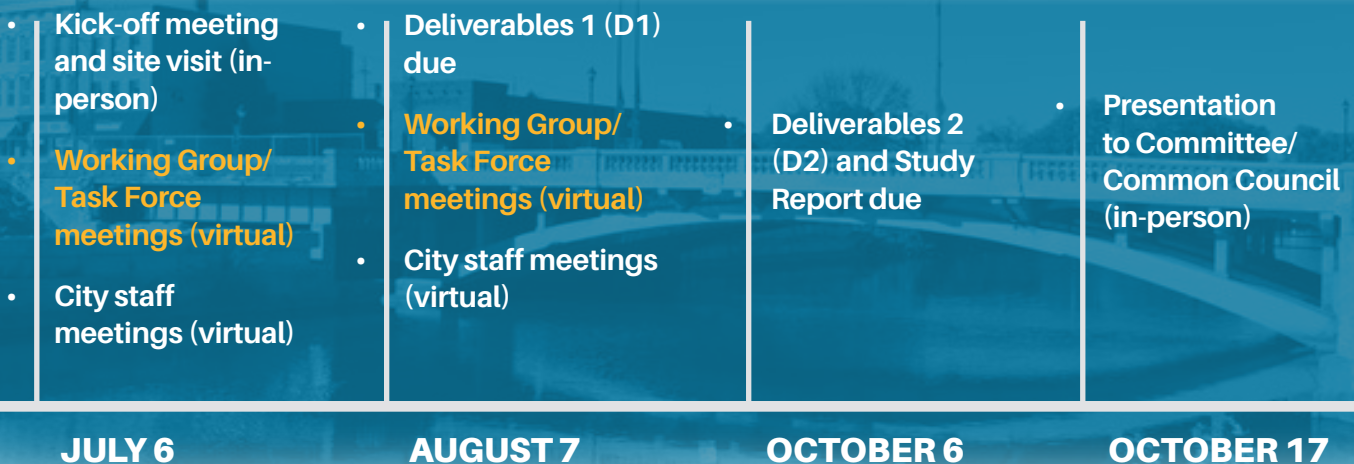 • Kick-off meeting
and site visit (in-
person)
• Working Group/
Task Force
meetings (virtual)
• City staff
meetings (virtual)
JULY 6
• Deliverables 1 (D1)
due
• Working Group/
Task Force
meetings (virtual)
• City staff meetings
(virtual)
AUGUST 7
• Deliverables 2
(D2) and Study
Report due
OCTOBER 6
• Presentation
to Committee/
Common Council
(in-person)
OCTOBER 17